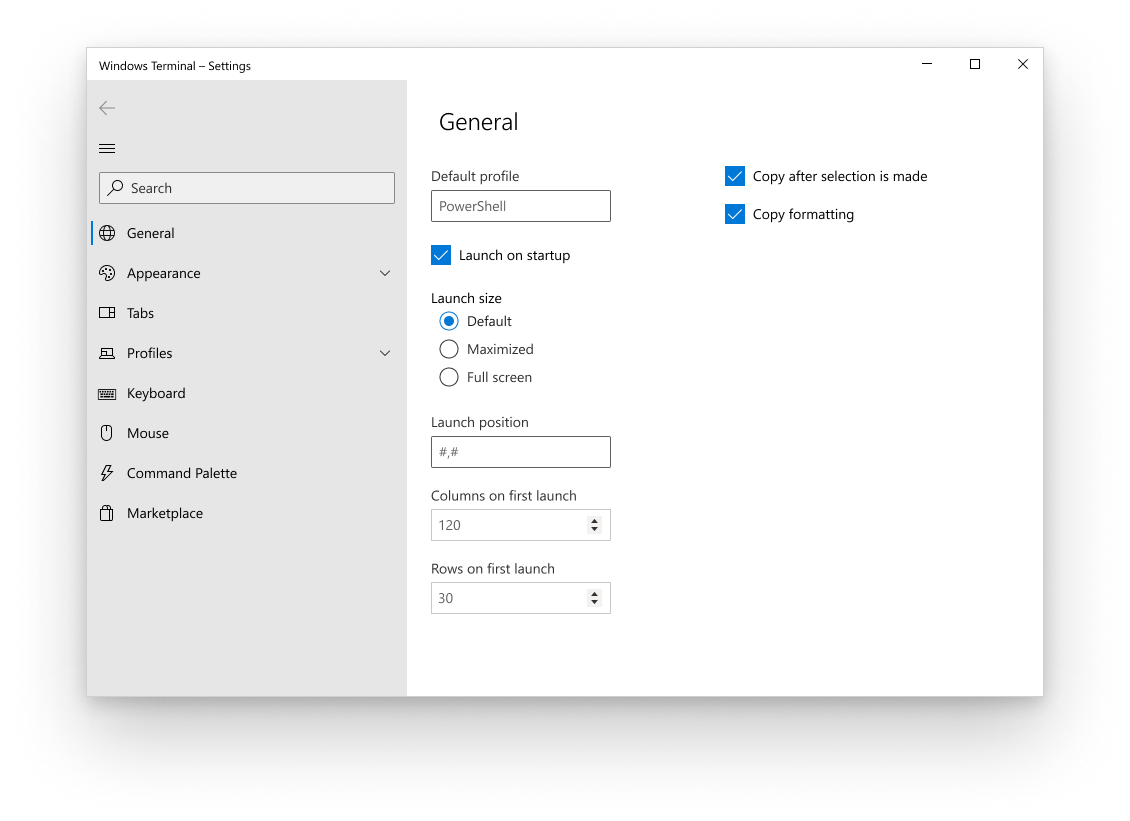 Windows Terminal – Settings
Search
General
Appearance
Tabs
Profiles
Keyboard
Mouse
Command Palette
Marketplace
General
Default profile
PowerShell
Launch on startup
Launch size
Default
Maximized
Full screen
Launch position
#,#
Columns on first launch
120
Rows on first launch
30
Copy after selection is made
Copy formatting